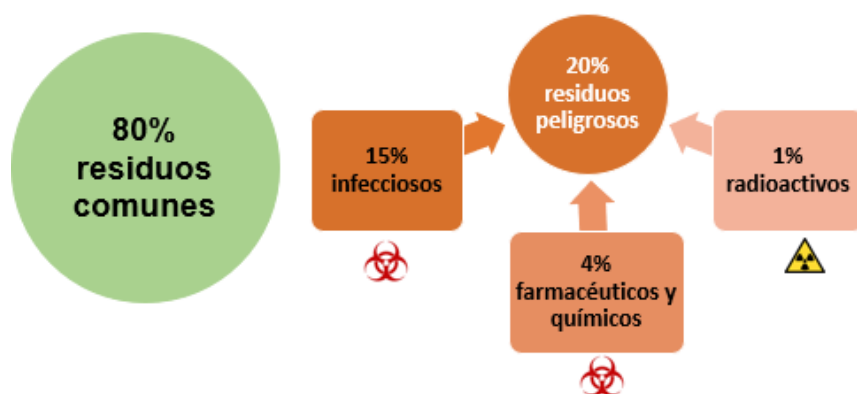 80%
residuos
comunes
20%
residuos
peligrosos
15%
infecciosos
4%
farmacéuticos y
químicos
1%
radioactivos